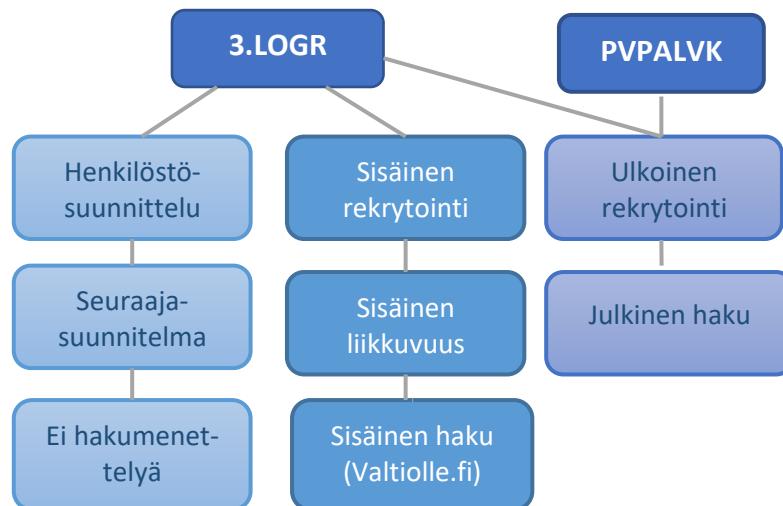 3.LOGR
PVPALVK
Henkilöstö-
suunnittelu
Sisäinen
rekrytointi
Ulkoinen
rekrytointi
Seuraaja-
suunnitelma
Sisäinen
liikkuvuus
Julkinen haku
Ei hakumenet-
telyä
Sisäinen haku
(Valtiolle.fi)